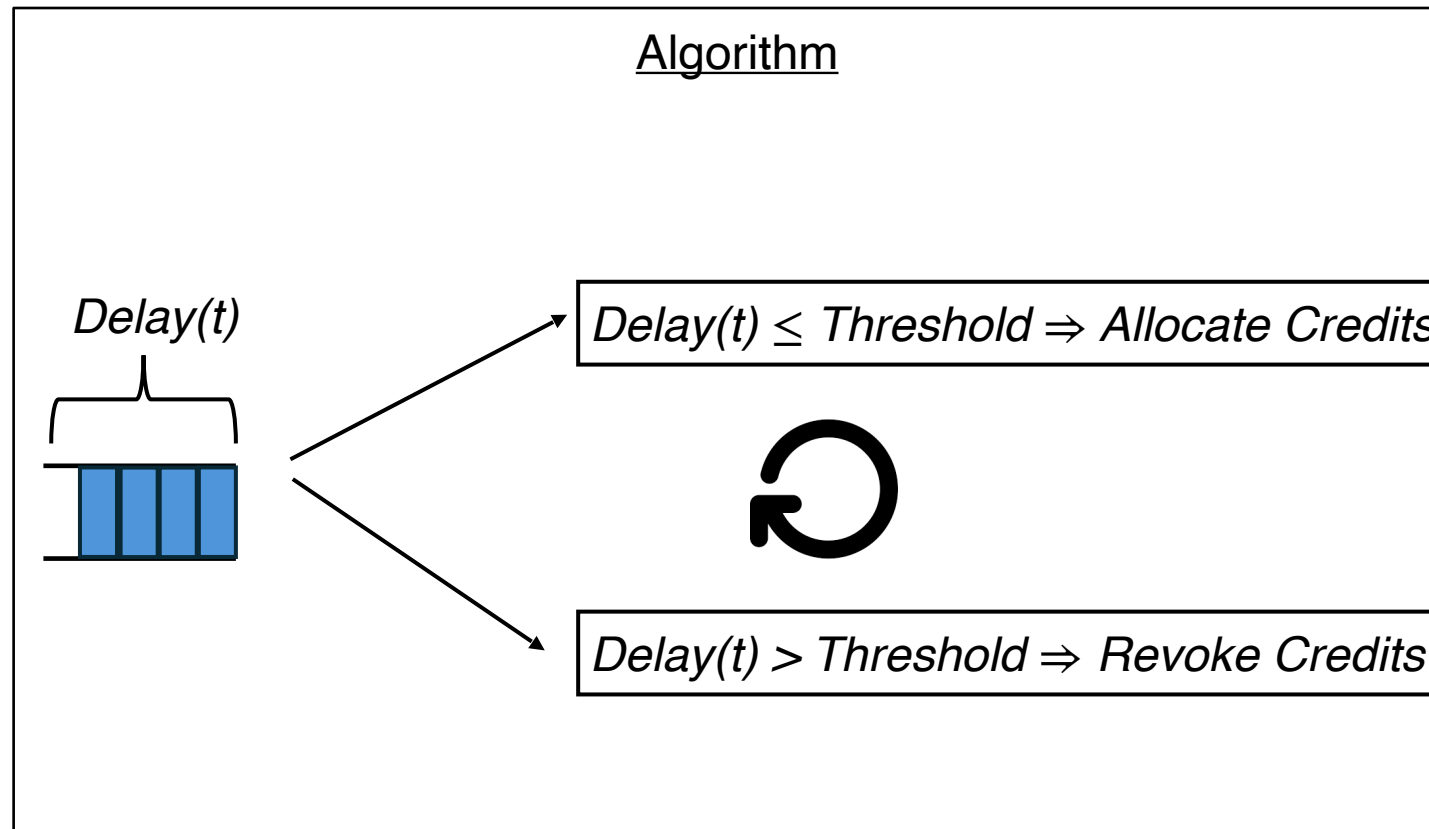 Algorithm
Delay(t)
Delay(t) ≤ Threshold ⇒ Allocate Credits
Delay(t) > Threshold ⇒ Revoke Credits